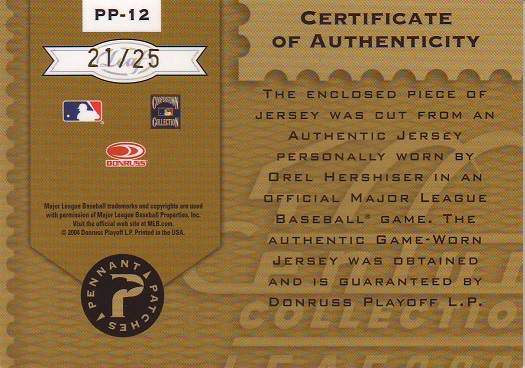 PP-12
21/25
COOPERSTOWN
COLLECTION
DONRUSS
Major League Baseball trademarks and copyrights are used
with permission of Major League Baseball Properties, Inc.
Visit the official web site at MLB.com.
© 2004 Donruss Playoff L.P. Printed in the USA.
PENNANT
PATCHES
P
CERTIFICATE
OF AUTHENTICITY
THE ENCLOSED PIECE OF
JERSEY WAS CUT FROM AN
AUTHENTIC JERSEY
PERSONALLY WORN BY
OREL HERSHISER IN AN
OFFICIAL MAJOR LEAGUE
BASEBALL® GAME. THE
AUTHENTIC GAME-WORN
JERSEY WAS OBTAINED
AND IS GUARANTEED BY
DONRUSS PLAYOFF L.P.
COLLECTION